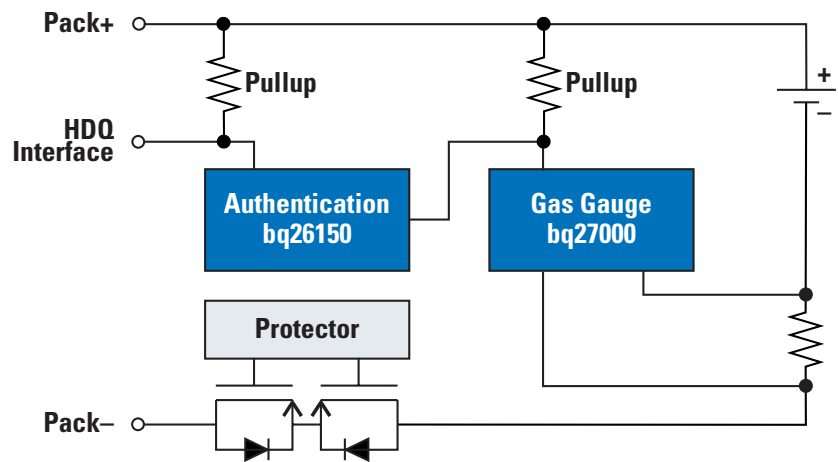 Pack+
Pullup
Pullup
+
–
HDQ
Interface
Authentication
bq26150
Gas Gauge
bq27000
Protector
Pack–